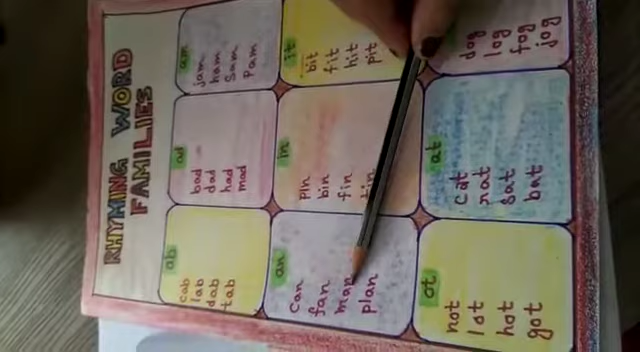 RHYMING WORD
FAMILIES
ab
cab
lab
dab
tab
ad
bad
dad
had
mad
am
jam
ham
Sam
Pam
an
can
fan
man
plan
in
pin
bin
fin
it
bit
fit
hit
pit
ot
not
lot
hot
got
at
cat
rat
sat
bat
dog
log
fog
jog